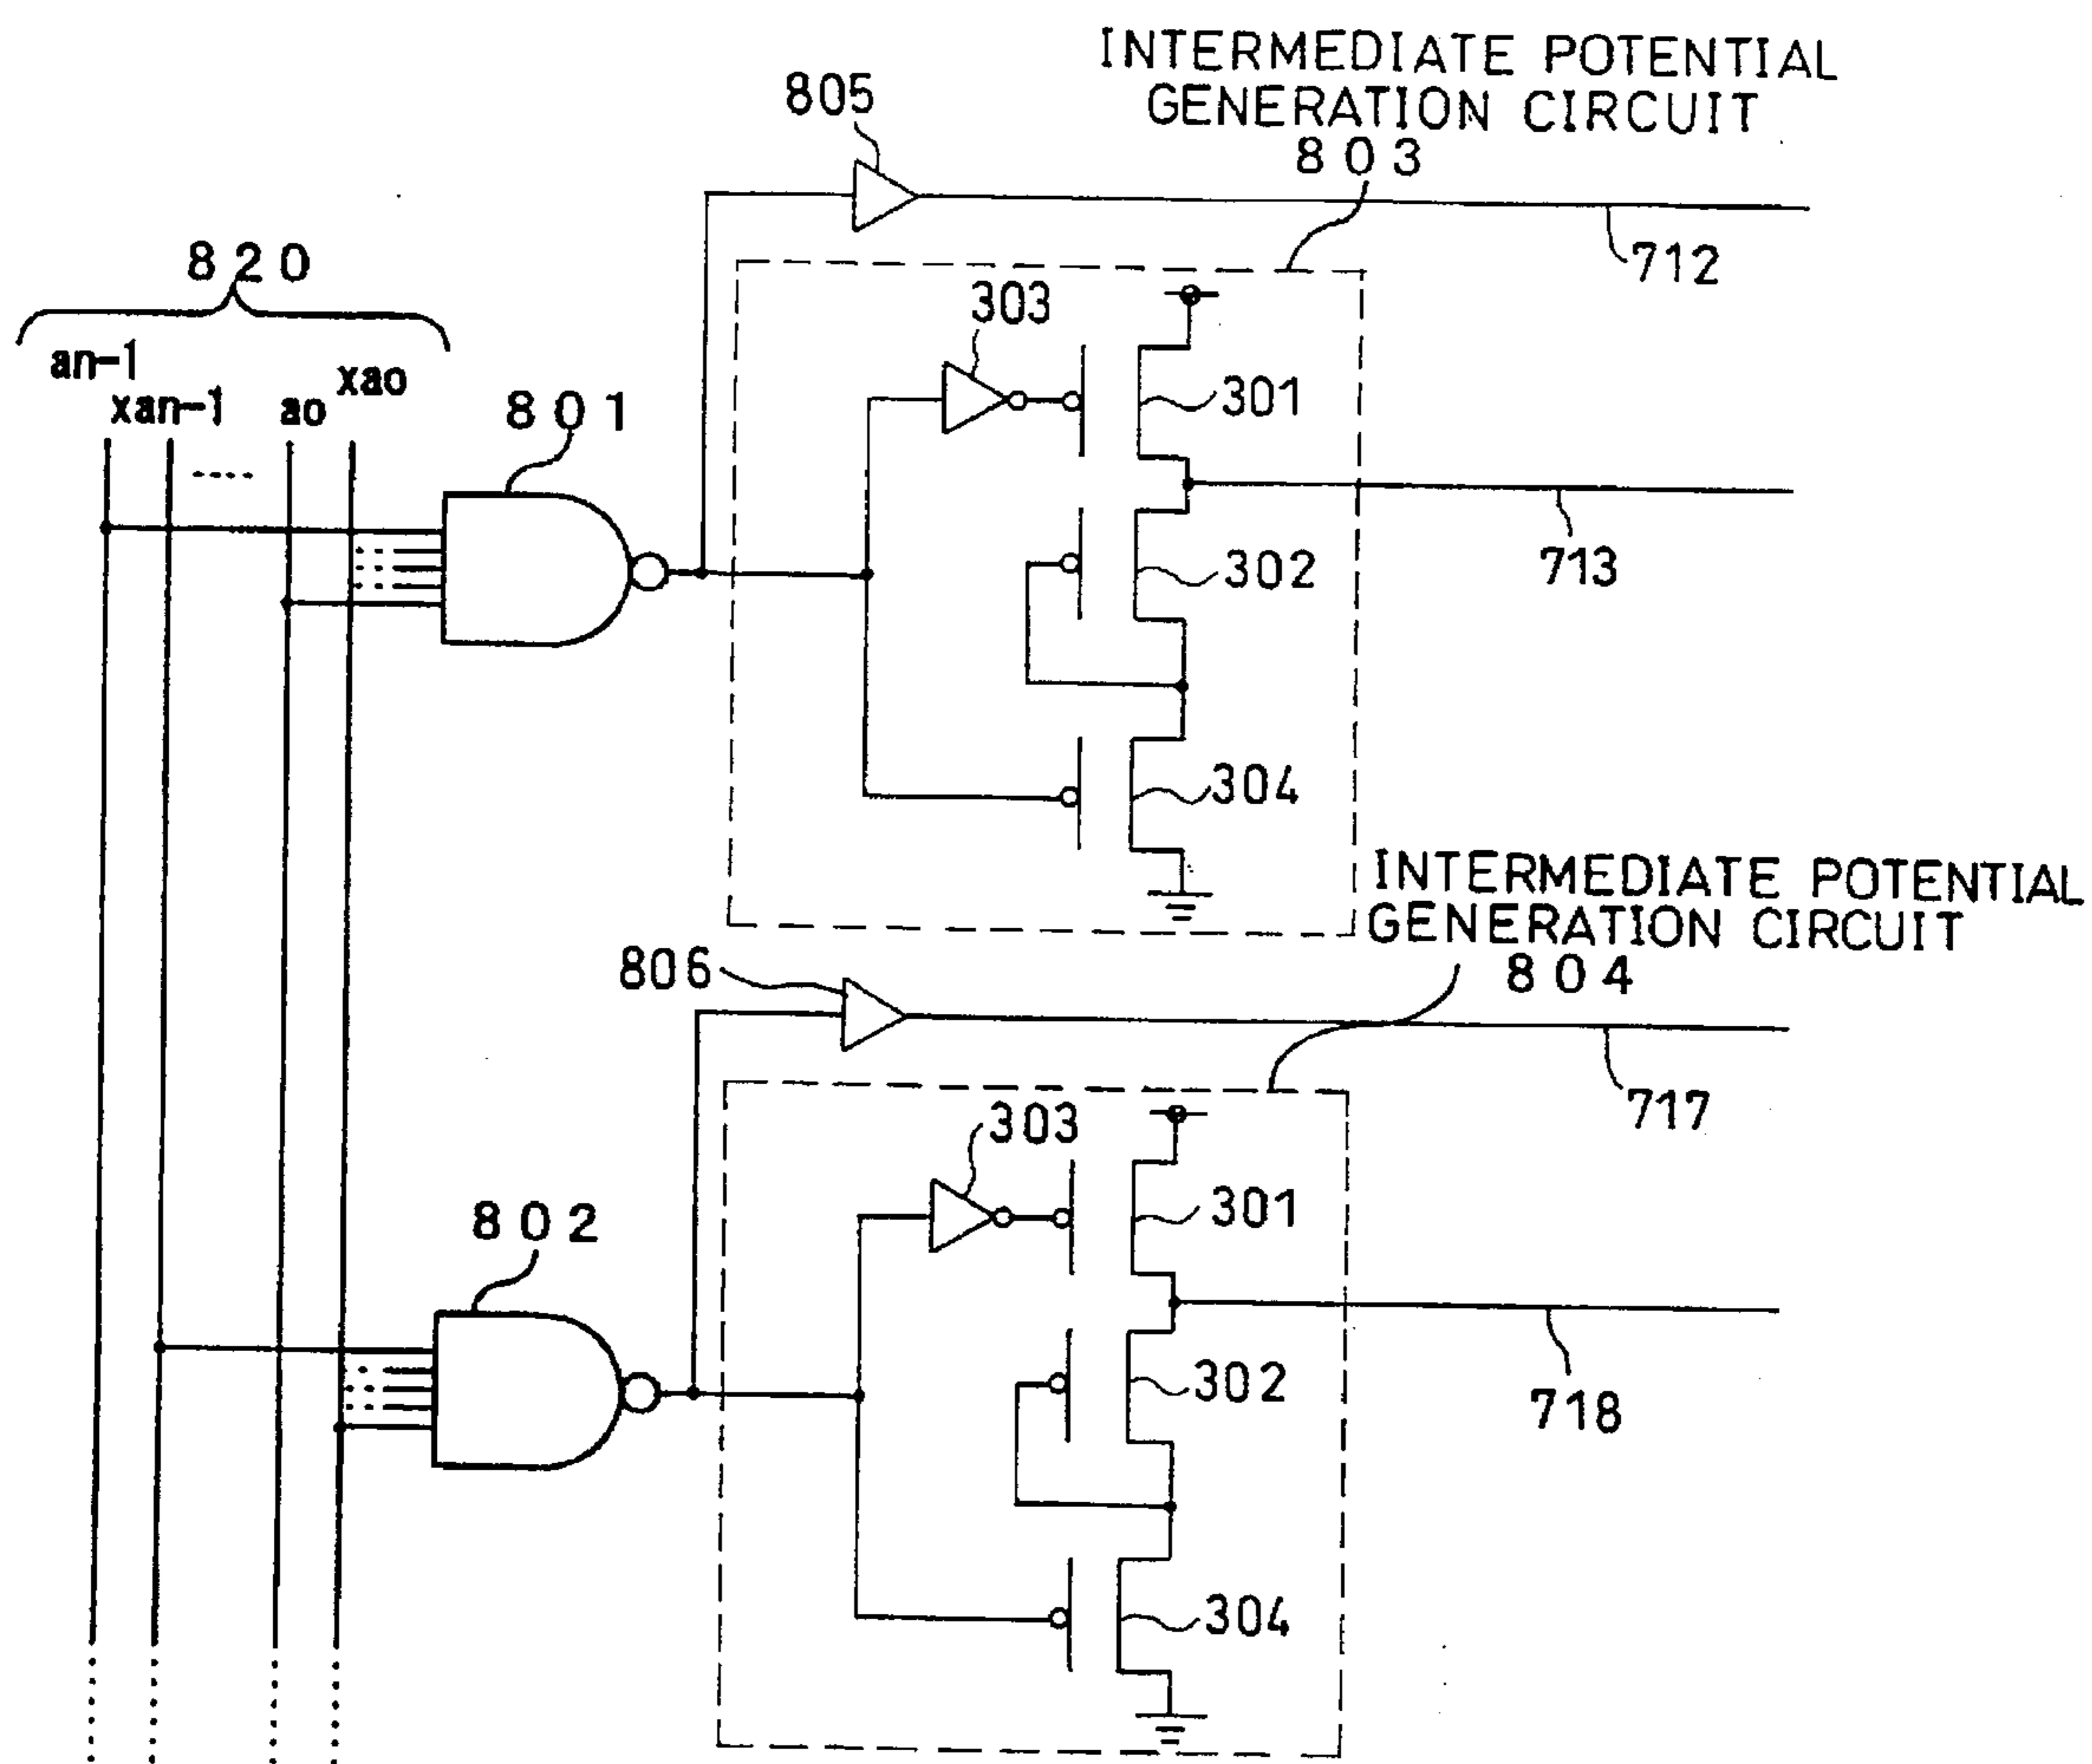 INTERMEDIATE POTENTIAL
GENERATION CIRCUIT
803
805
712
820
303
an-1
xan-1
ao
xao
801
301
713
302
304
INTERMEDIATE POTENTIAL
GENERATION CIRCUIT
804
806
717
303
802
301
302
718
304